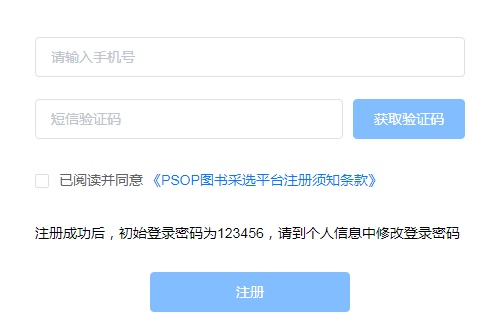 请输入手机号
短信验证码 获取验证码
已阅读并同意 《PSOP图书采选平台注册须知条款》
注册成功后，初始登录密码为123456，请到个人信息中修改登录密码
注册